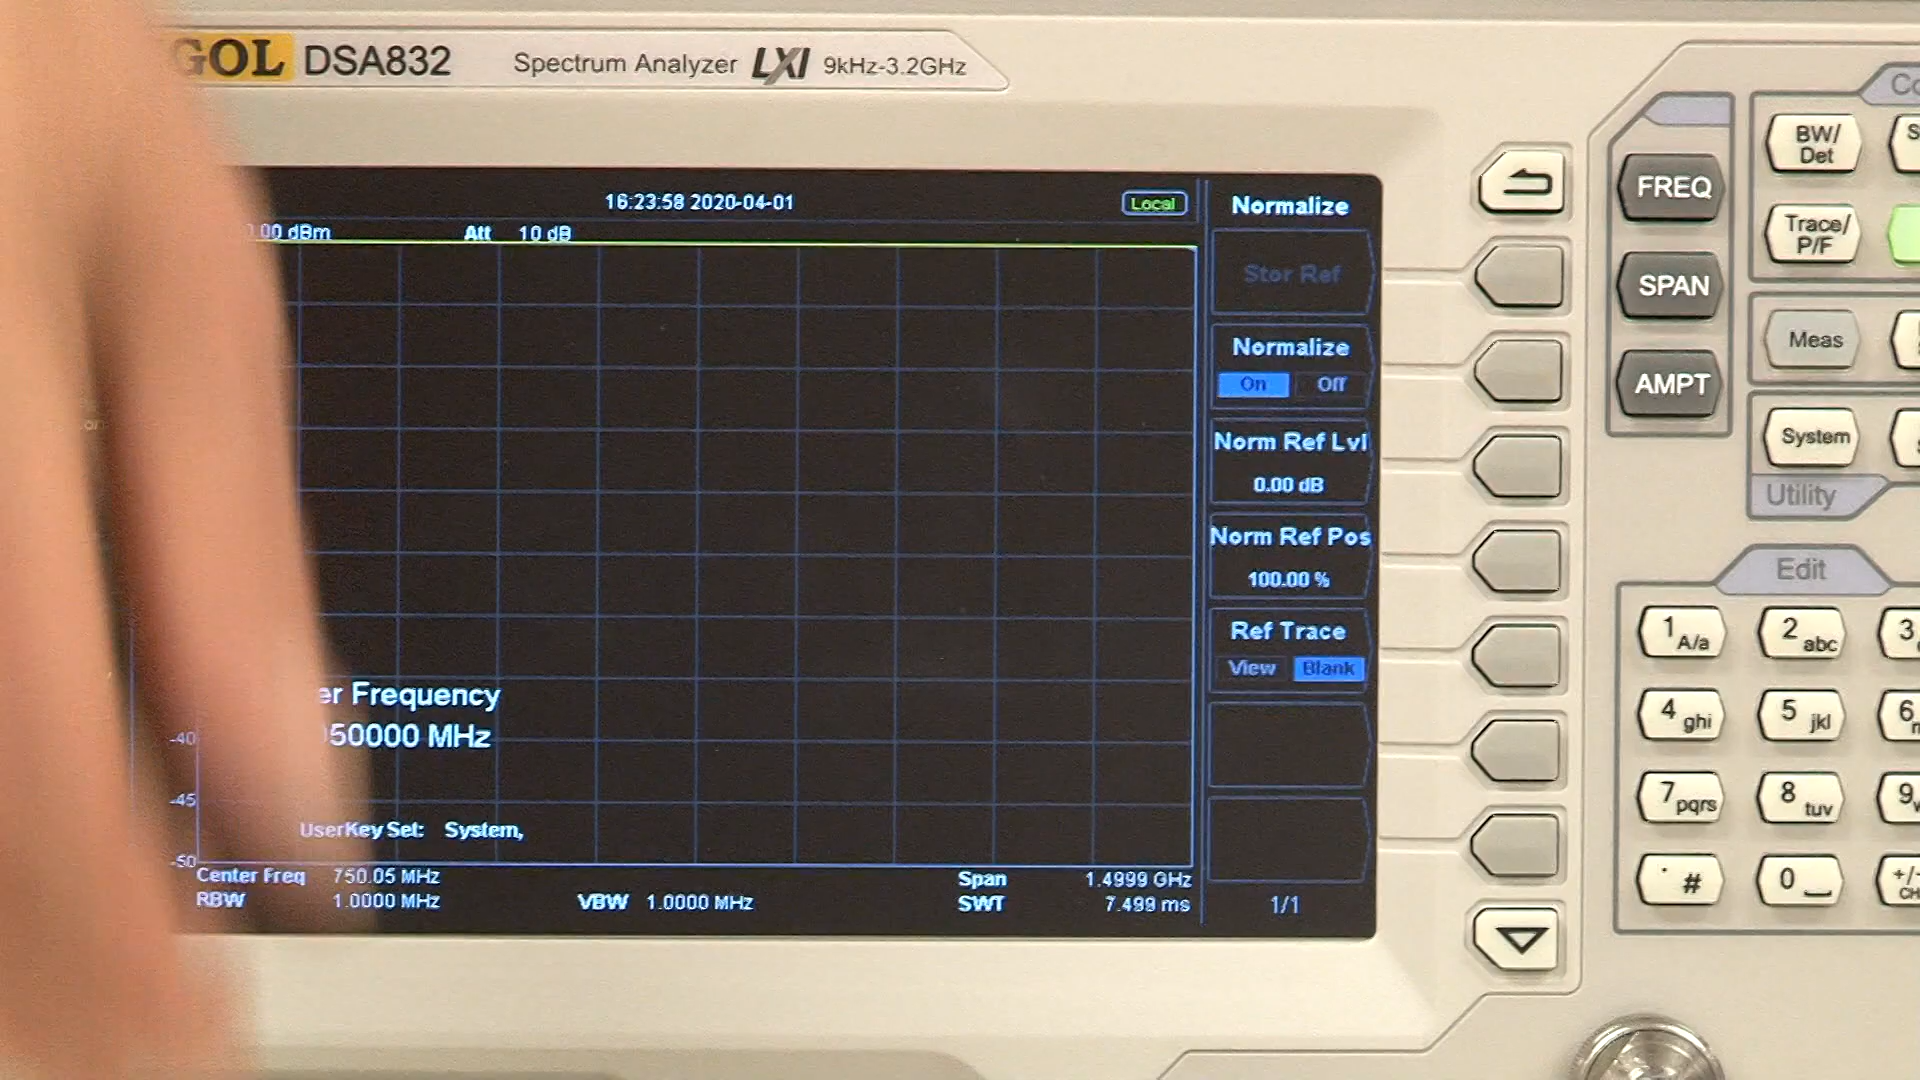 GOL DSA832 Spectrum Analyzer LXI 9kHz-3.2GHz
16:23:58 2020-04-01 Local
.00 dBm Att 10 dB
Normalize
Stor Ref
Normalize
On Off
Norm Ref Lvl
0.00 dB
Norm Ref Pos
100.00 %
Ref Trace
View Blank
1/1
er Frequency
50000 MHz
-40
-45
UserKey Set: System,
-50
Center Freq 750.05 MHz Span 1.4999 GHz
RBW 1.0000 MHz VBW 1.0000 MHz SWT 7.499 ms
FREQ
SPAN
AMPT
BW/
Det
Trace/
P/F
Meas
System
Utility
Edit
1 A/a 2 abc 3
4 ghi 5 jkl 6
7 pqrs 8 tuv 9
. # 0 +/-